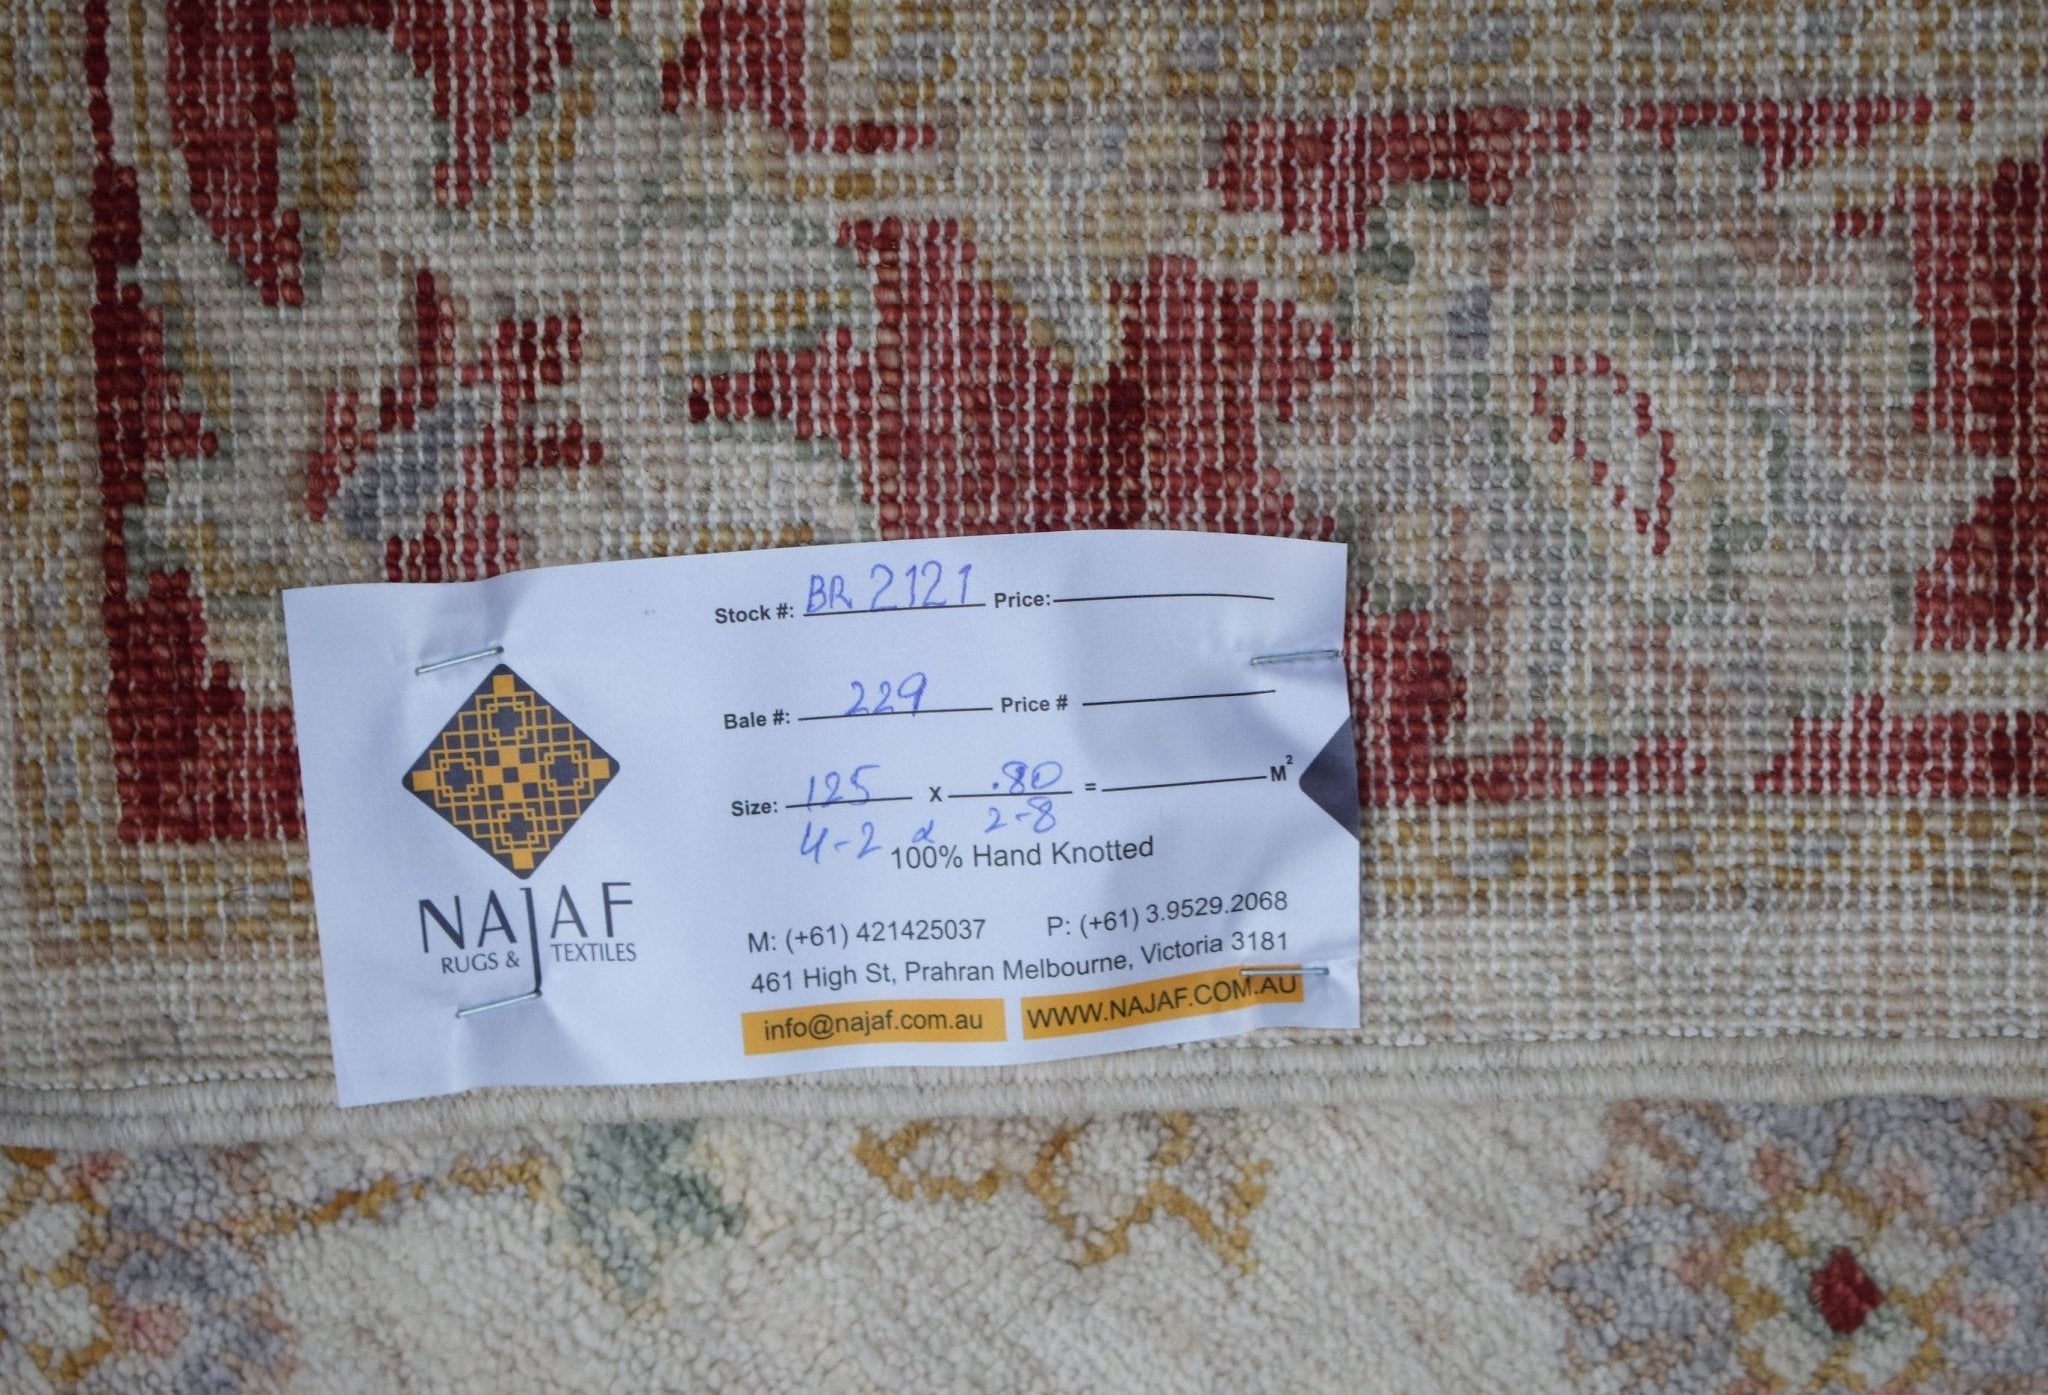 Stock #: BR 2121 Price:
Bale #: 229 Price #
Size: 125 x .80 = M²
4-2 x 2-8
100% Hand Knotted
NAJAF
RUGS & TEXTILES
M: (+61) 421425037 P: (+61) 3.9529.2068
461 High St, Prahran Melbourne, Victoria 3181
info@najaf.com.au WWW.NAJAF.COM.AU